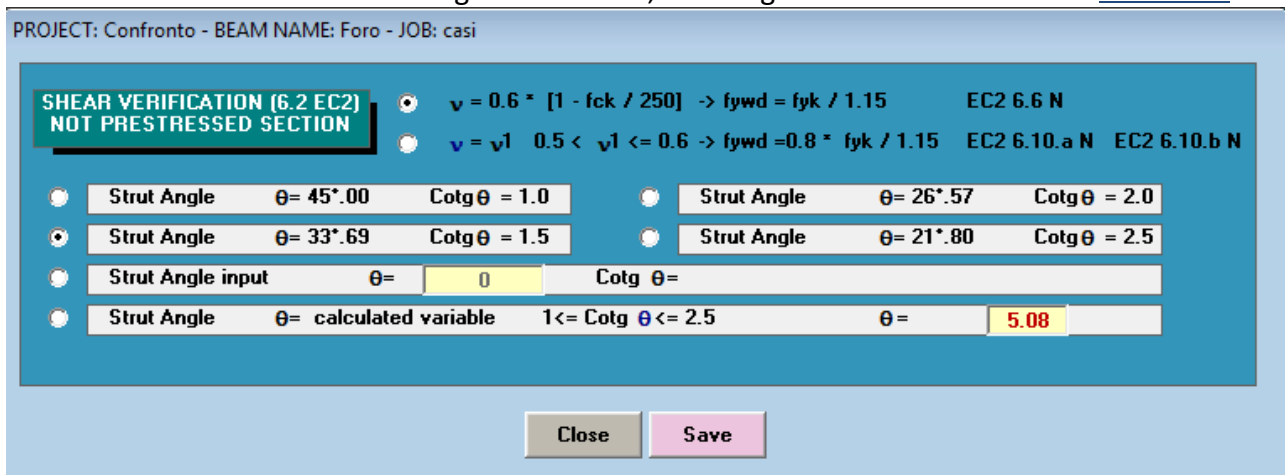 PROJECT: Confronto - BEAM NAME: Foro - JOB: casi
SHEAR VERIFICATION (6.2 EC2)
NOT PRESTRESSED SECTION
ν = 0.6 * [1 - fck / 250] -> fywd = fyk / 1.15 EC2 6.6 N
ν = ν1 0.5 < ν1 <= 0.6 -> fywd =0.8 * fyk / 1.15 EC2 6.10.a N EC2 6.10.b N
Strut Angle θ= 45°.00 Cotg θ = 1.0
Strut Angle θ= 26°.57 Cotg θ = 2.0
Strut Angle θ= 33°.69 Cotg θ = 1.5
Strut Angle θ= 21°.80 Cotg θ = 2.5
Strut Angle input θ= 0 Cotg θ=
Strut Angle θ= calculated variable 1<= Cotg θ <= 2.5 θ = 5.08
Close Save